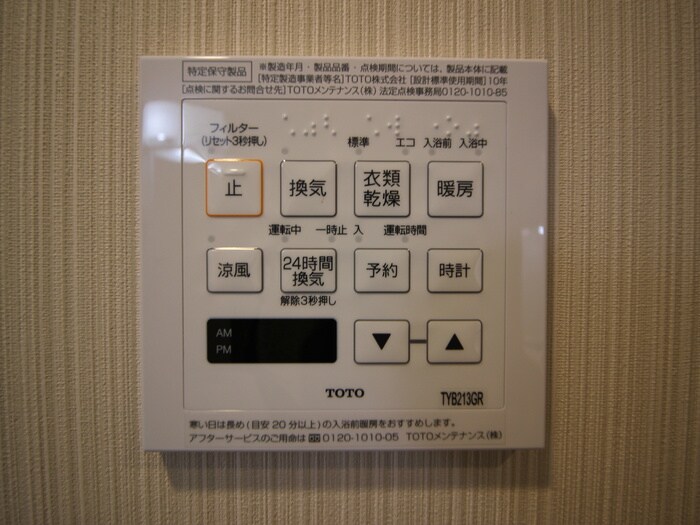 特定保守製品 ※製造年月・製品品番・点検期間については、製品本体に記載
[特定製造事業者等名]TOTO株式会社 [設計標準使用期間]10年
[点検に関するお問合せ先]TOTOメンテナンス(株) 法定点検事務局0120-1010-85
フィルター
(リセット3秒押し) 標準 エコ 入浴前 入浴中
止 換気 衣類乾燥 暖房
運転中 一時止 入 運転時間
涼風 24時間換気 予約 時計
解除3秒押し
AM
PM ▼ ▲
TOTO TYB213GR
寒い日は長め(目安20分以上)の入浴前暖房をおすすめします。
アフターサービスのご用命は 0120-1010-05 TOTOメンテナンス(株)